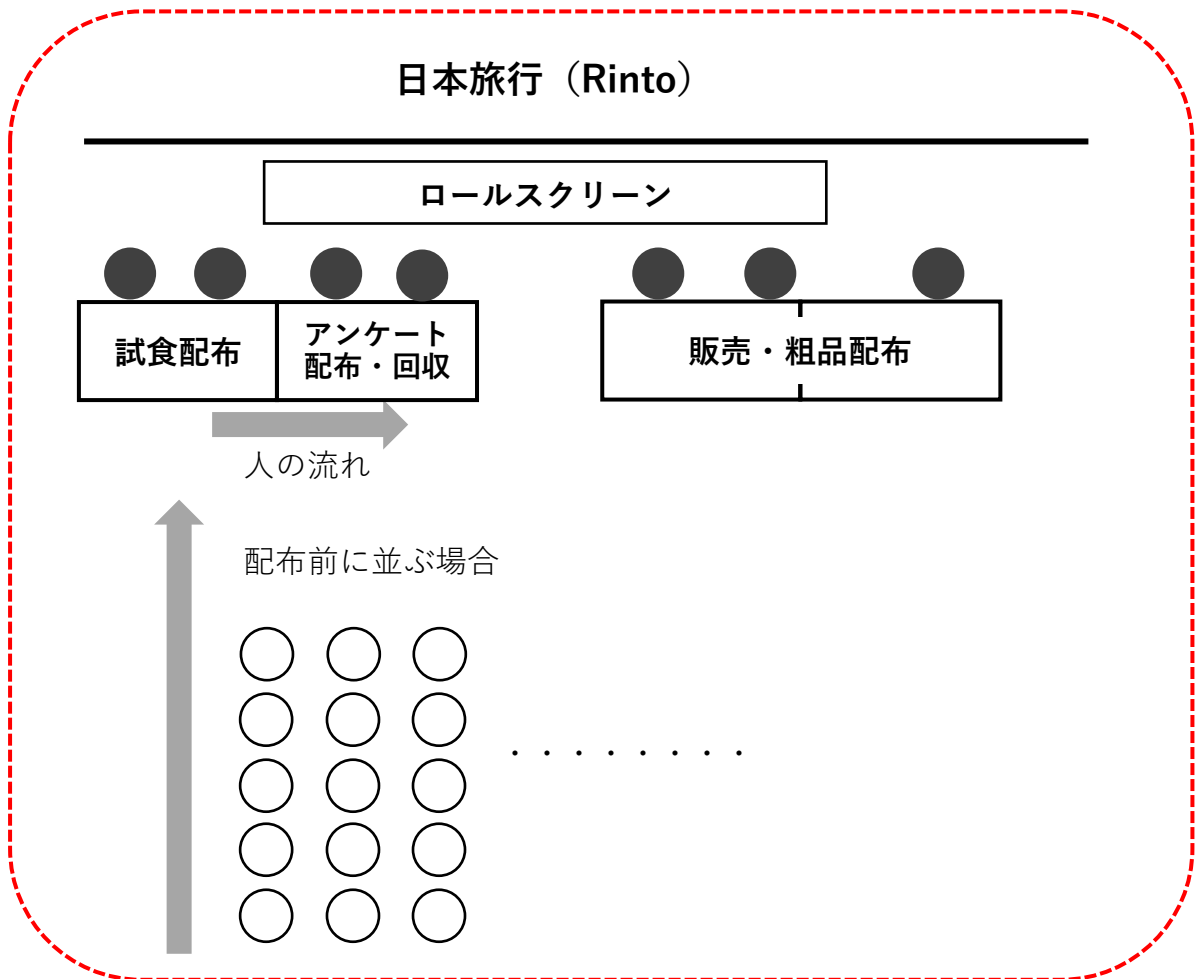 日本旅行（Rinto）
ロールスクリーン
試食配布
アンケート
配布・回収
販売・粗品配布
人の流れ
配布前に並ぶ場合
・・・・・・・・